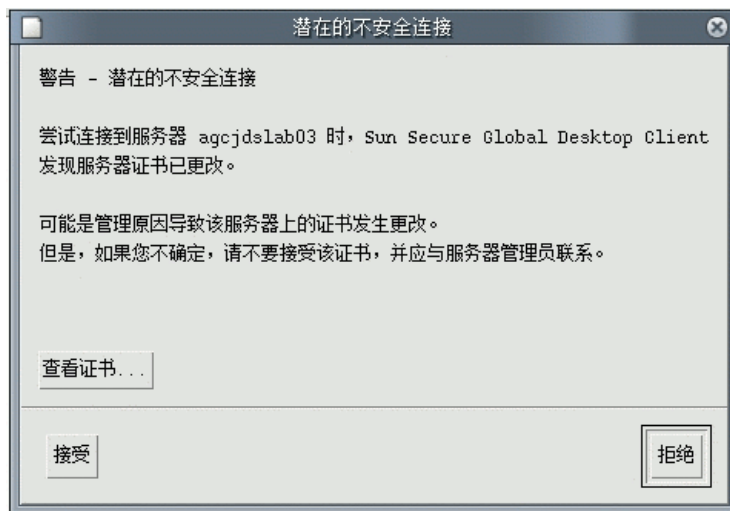 潜在的不安全连接
警告 - 潜在的不安全连接
尝试连接到服务器 agcjdslab03 时，Sun Secure Global Desktop Client
发现服务器证书已更改。
可能是管理原因导致该服务器上的证书发生更改。
但是，如果您不确定，请不要接受该证书，并应与服务器管理员联系。
查看证书...
接受
拒绝